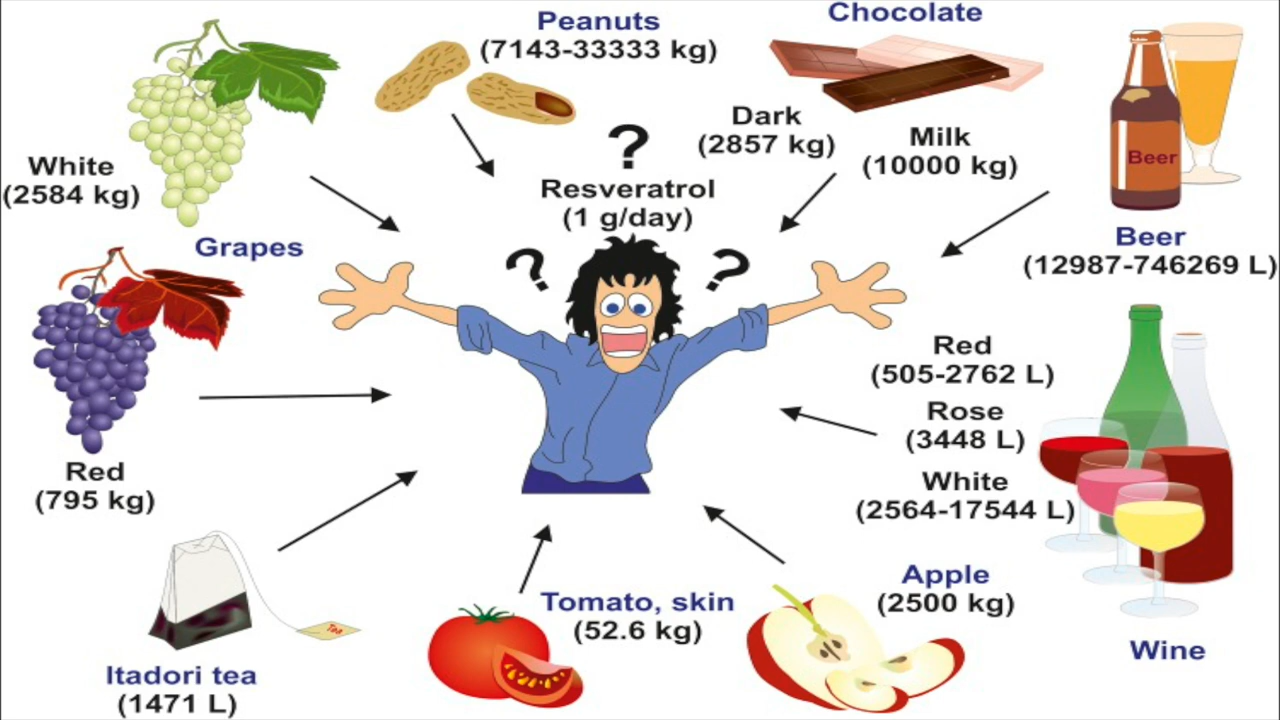 Peanuts
(7143-33333 kg)
Chocolate
Dark
(2857 kg)
Milk
(10000 kg)
Beer
Beer
(12987-746269 L)
White
(2584 kg)
Grapes
Red
(795 kg)
?
Resveratrol
(1 g/day)
?
?
Red
(505-2762 L)
Rose
(3448 L)
White
(2564-17544 L)
Wine
Itadori tea
(1471 L)
Tea
Tomato, skin
(52.6 kg)
Apple
(2500 kg)